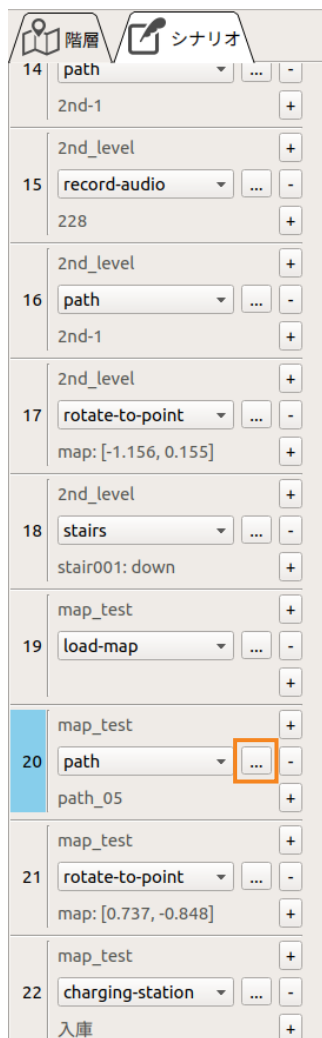 階層 シナリオ
14 path ... -
2nd-1 +
2nd_level +
15 record-audio ... -
228 +
2nd_level +
16 path ... -
2nd-1 +
2nd_level +
17 rotate-to-point ... -
map: [-1.156, 0.155] +
2nd_level +
18 stairs ... -
stair001: down +
map_test +
19 load-map ... -
+
map_test +
20 path ... -
path_05 +
map_test +
21 rotate-to-point ... -
map: [0.737, -0.848] +
map_test +
22 charging-station ... -
入庫 +